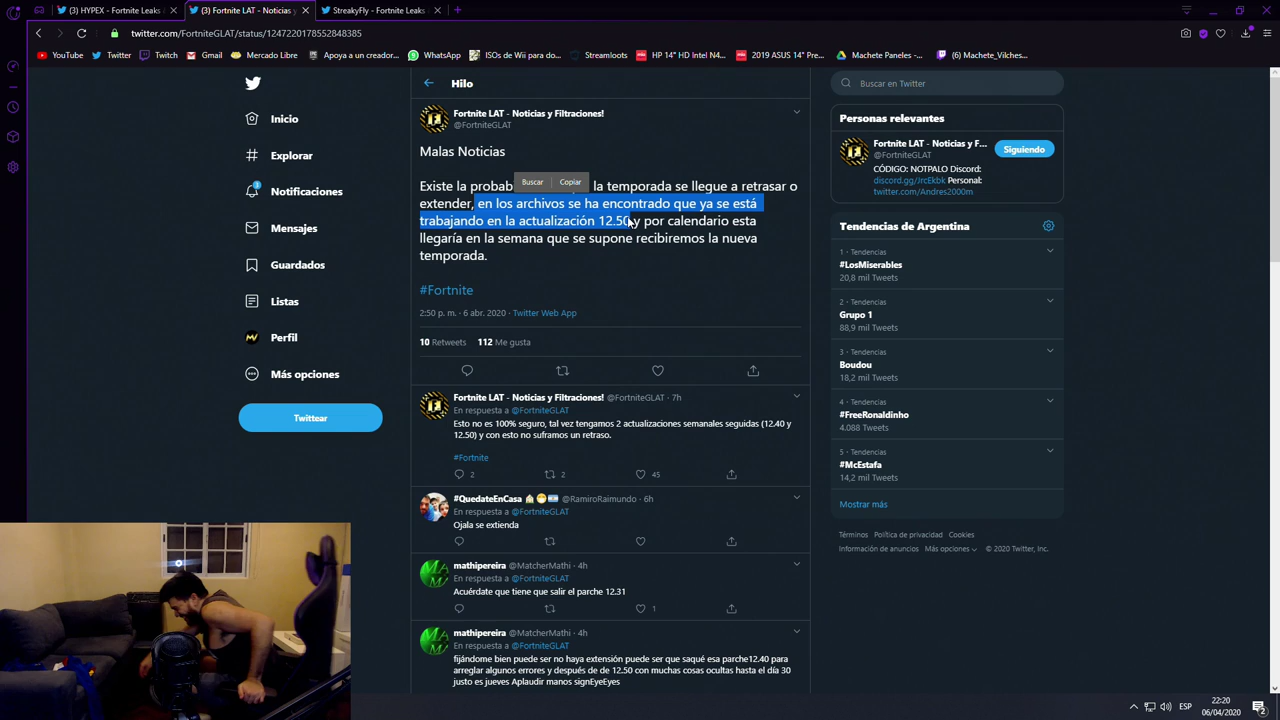 (3) HYPEX - Fortnite Leaks
(3) Fortnite LAT - Noticias y
StreakyFly - Fortnite Leaks
twitter.com/FortniteGLAT/status/1247220178552848385
YouTube
Twitter
Twitch
Gmail
Mercado Libre
Apoya a un creador...
WhatsApp
ISOs de Wii para do...
Streamloots
HP 14" HD Intel N4...
2019 ASUS 14" Pre...
Machete Paneles -...
(6) Machete_Vilches...
Inicio
Explorar
3
Notificaciones
Mensajes
Guardados
Listas
Perfil
Más opciones
Twittear
Hilo
Fortnite LAT - Noticias y Filtraciones!
@FortniteGLAT
Malas Noticias
Buscar
Copiar
Existe la probab la temporada se llegue a retrasar o
extender, en los archivos se ha encontrado que ya se está
trabajando en la actualización 12.50 y por calendario esta
llegaría en la semana que se supone recibiremos la nueva
temporada.
#Fortnite
2:50 p. m. · 6 abr. 2020 · Twitter Web App
10 Retweets 112 Me gusta
Fortnite LAT - Noticias y Filtraciones! @FortniteGLAT · 7h
En respuesta a @FortniteGLAT
Esto no es 100% seguro, tal vez tengamos 2 actualizaciones semanales seguidas (12.40 y
12.50) y con esto no suframos un retraso.
#Fortnite
2 2 45
#QuedateEnCasa @RamiroRaimundo · 6h
En respuesta a @FortniteGLAT
Ojala se extienda
mathipereira @MatcherMathi · 4h
En respuesta a @FortniteGLAT
Acuérdate que tiene que salir el parche 12.31
1
mathipereira @MatcherMathi · 4h
En respuesta a @FortniteGLAT
fijándome bien puede ser no haya extensión puede ser que saqué esa parche12.40 para
arreglar algunos errores y después de de 12.50 con muchas cosas ocultas hasta el día 30
justo es jueves Aplaudir manos signEyeEyes
Buscar en Twitter
Personas relevantes
Fortnite LAT - Noticias y F...
@FortniteGLAT
Siguiendo
CÓDIGO: NOTPALO Discord:
discord.gg/JrcEkbk Personal:
twitter.com/Andres2000m
Tendencias de Argentina
1 · Tendencias
#LosMiserables
20,8 mil Tweets
2 · Tendencias
Grupo 1
88,9 mil Tweets
3 · Tendencias
Boudou
18,2 mil Tweets
4 · Tendencias
#FreeRonaldinho
4.088 Tweets
5 · Tendencias
#McEstafa
14,2 mil Tweets
Mostrar más
Términos Política de privacidad Cookies
Información de anuncios Más opciones © 2020 Twitter, Inc.
ESP
22:20
06/04/2020
2